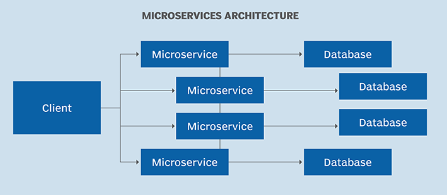 MICROSERVICES ARCHITECTURE
Microservice
Database
Microservice
Database
Client
Microservice
Database
Microservice
Database